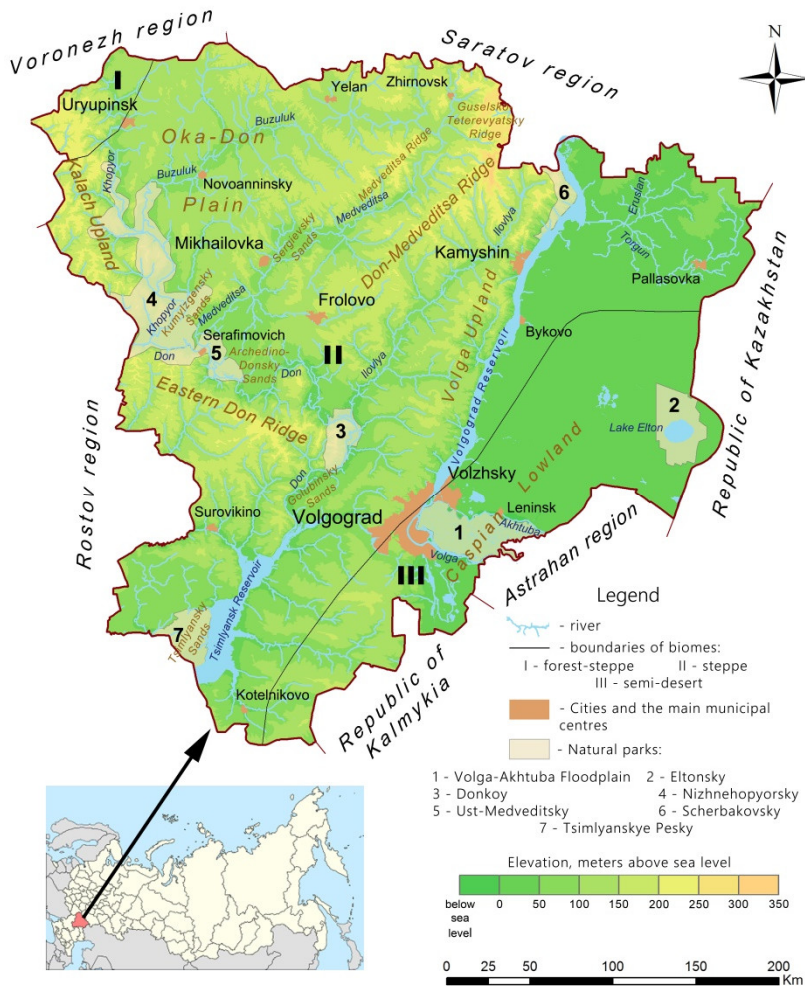 Voronezh region
Saratov region
N
I
Uryupinsk
Yelan
Zhirnovsk
Guselsko
Teterevyatsky
Ridge
Oka-Don
Plain
Buzuluk
Khopyor
Buzuluk
Novoanninsky
Medveditsa Ridge
Medveditsa
Kalach Upland
Mikhailovka
Sergievsky
Sands
Don-Medveditsa Ridge
Ilovlya
6
Eruslan
Torgun
Kamyshin
Pallasovka
4
Khopyor
Kumylzgensky
Sands
Medveditsa
Frolovo
Volga Upland
Bykovo
Republic of Kazakhstan
Serafimovich
Don
5
Archedino-
Donsky
Sands
Don
II
Ilovlya
Volgograd Reservoir
Eastern Don Ridge
3
2
Lake Elton
Rostov region
Don
Golubinsky
Sands
Volzhsky
Caspian Lowland
Surovikino
Volgograd
Leninsk
1
Akhtuba
Volga
III
Astrahan region
Tsimlyansk Reservoir
7
Tsimlyansky
Sands
Kotelnikovo
Republic of
Kalmykia
Legend
- river
- boundaries of biomes:
I - forest-steppe II - steppe
III - semi-desert
- Cities and the main municipal
centres
- Natural parks:
1 - Volga-Akhtuba Floodplain 2 - Eltonsky
3 - Donkoy 4 - Nizhnehopyorsky
5 - Ust-Medveditsky 6 - Scherbakovsky
7 - Tsimlyanskye Pesky
Elevation, meters above sea level
below
sea
level
0 50 100 150 200 250 300 350
0 25 50 100 150 200
Km